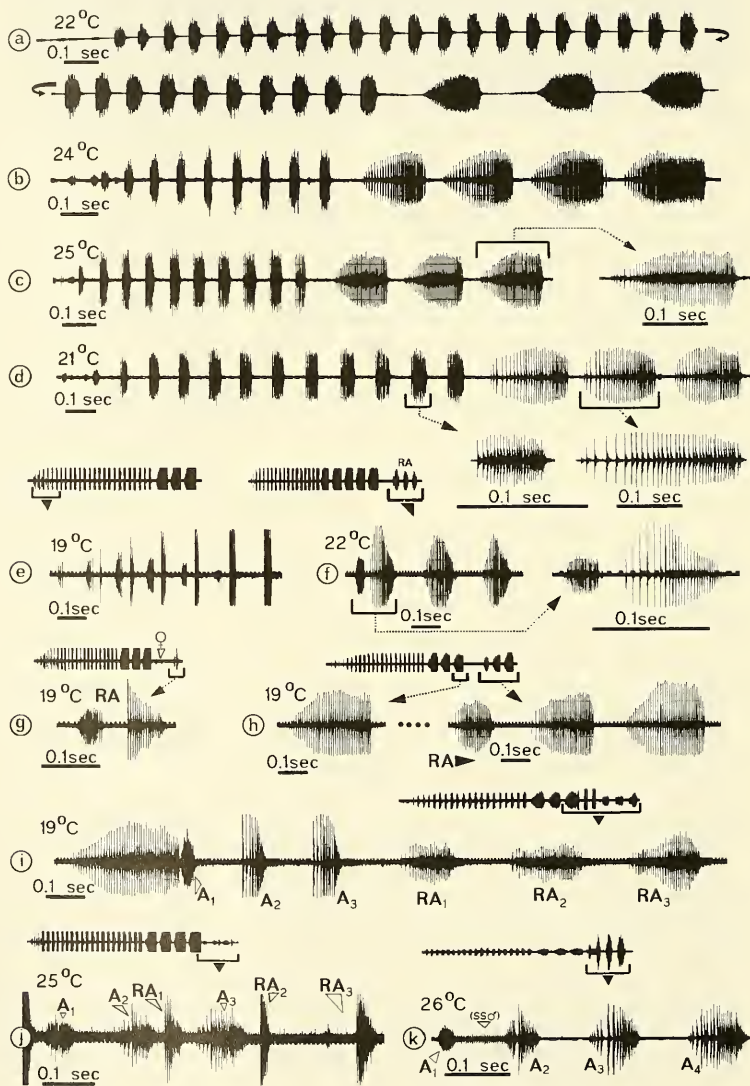 a 22 °C
0.1 sec
b 24 °C
0.1 sec
c 25 °C
0.1 sec
0.1 sec
d 21 °C
0.1 sec
0.1 sec
0.1 sec
RA
e 19 °C
0.1sec
f 22 °C
0.1sec
0.1sec
g 19 °C RA
0.1sec
h 19 °C
0.1sec
RA
0.1sec
i 19 °C
0.1 sec
A1 A2 A3 RA1 RA2 RA3
j 25 °C
A1 A2 RA1 A3 RA2 RA3
0.1 sec
k 26 °C
(SS♂)
A1 0.1 sec A2 A3 A4